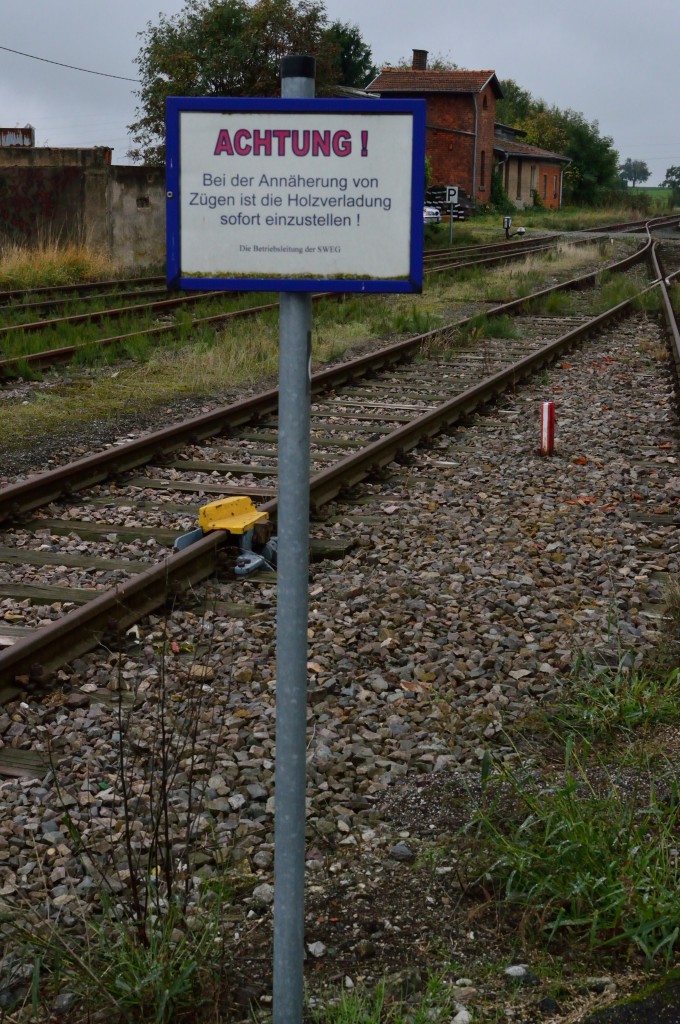 ACHTUNG !
Bei der Annäherung von
Zügen ist die Holzverladung
sofort einzustellen !
Die Betriebsleitung der SWEG
P